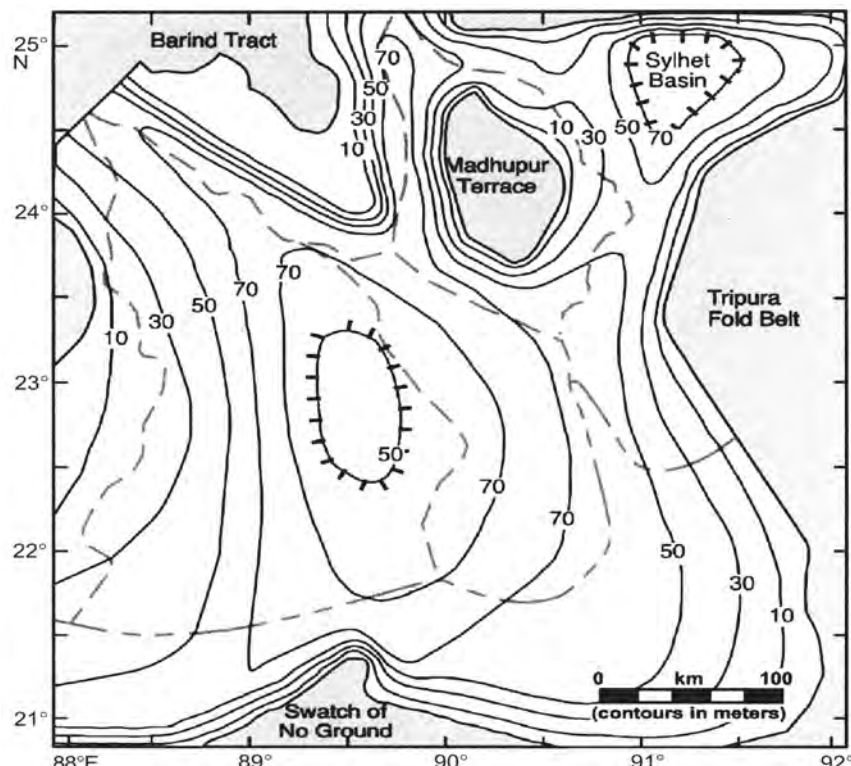 25°
N
24°
23°
22°
21°
88°E
89°
90°
91°
92°
Barind Tract
70
50
30
10
Madhupur
Terrace
10
30
50
70
Sylhet
Basin
Tripura
Fold Belt
10
30
50
70
70
50
70
70
50
30
10
0 km 100
(contours in meters)
Swatch of
No Ground